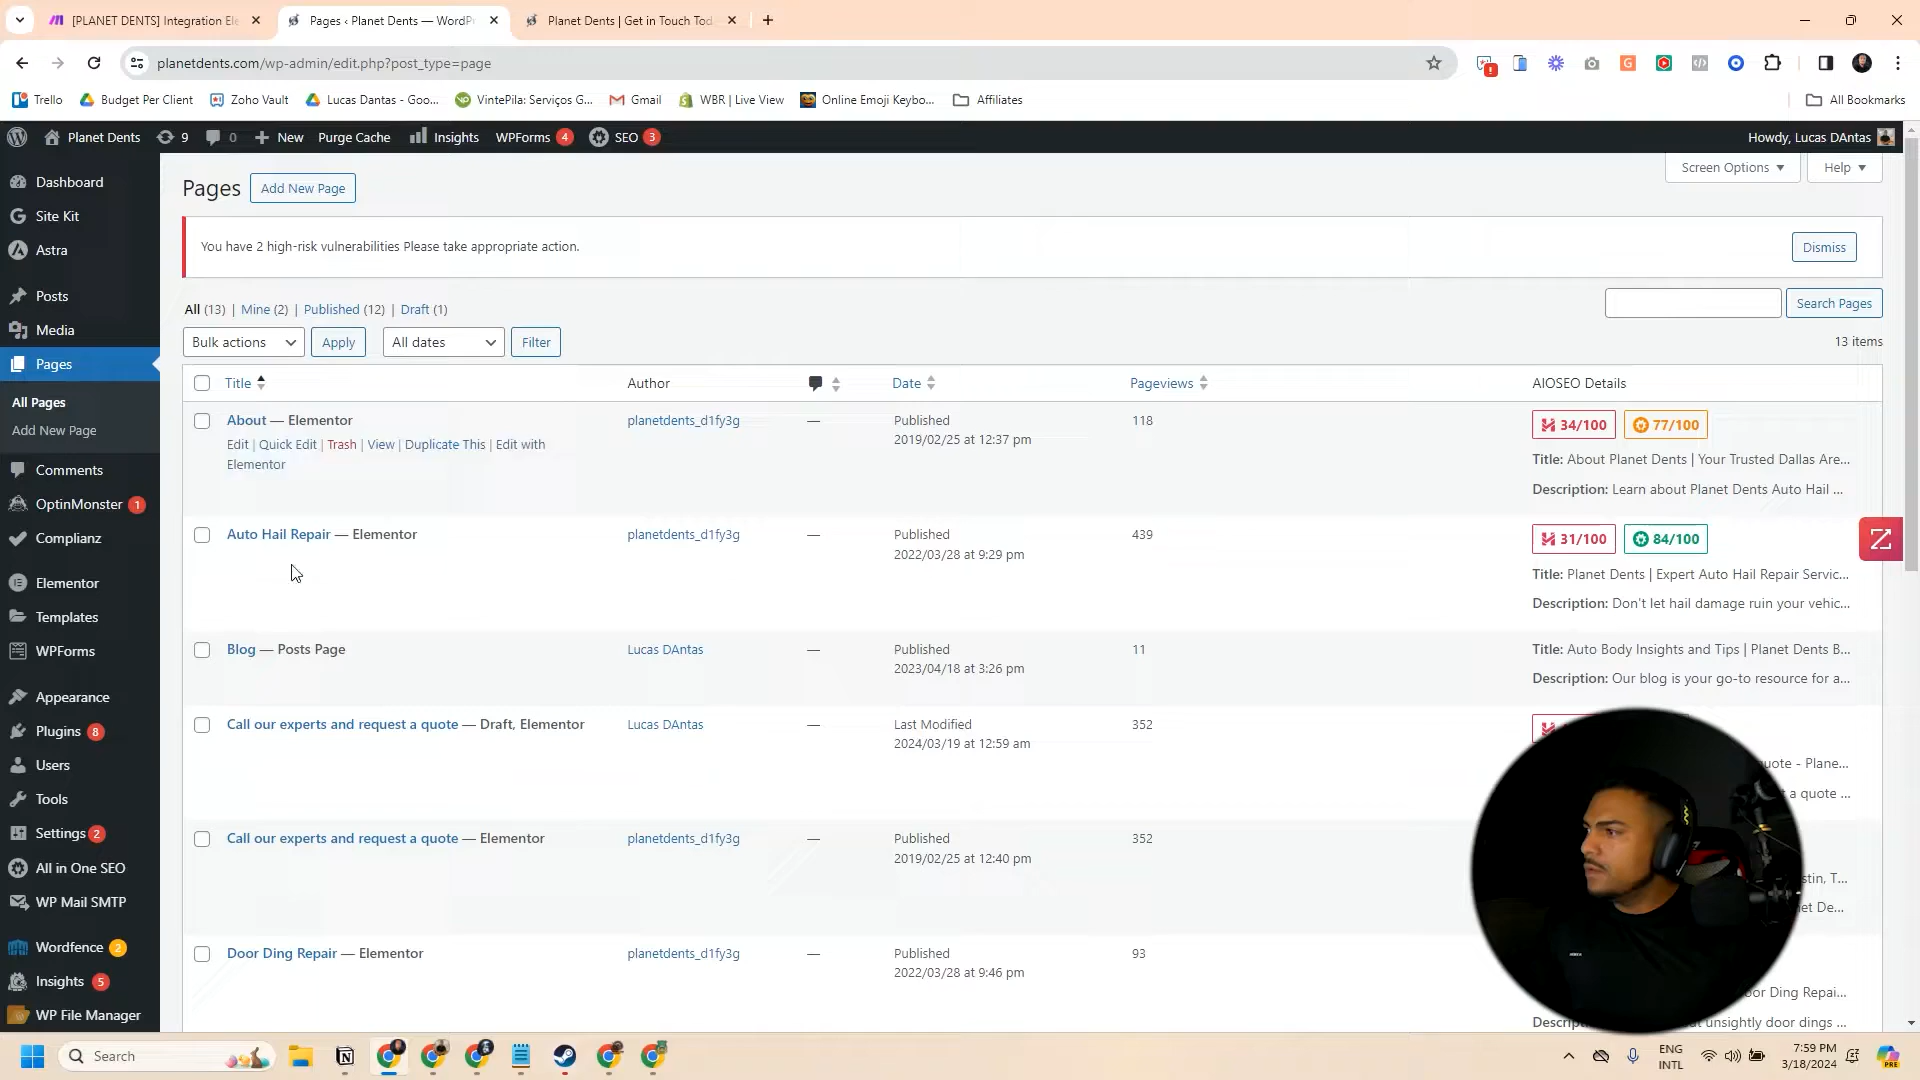 [PLANET DENTS] Integration Ele
Pages ‹ Planet Dents — WordPr
Planet Dents | Get in Touch Tod
planetdents.com/wp-admin/edit.php?post_type=page
Trello
Budget Per Client
Zoho Vault
Lucas Dantas - Goo...
VintePila: Serviços G...
Gmail
WBR | Live View
Online Emoji Keybo...
Affiliates
All Bookmarks
Planet Dents
9
0
New
Purge Cache
Insights
WPForms 4
SEO 3
Howdy, Lucas DAntas
Dashboard
Site Kit
Astra
Posts
Media
Pages
All Pages
Add New Page
Comments
OptinMonster 1
Complianz
Elementor
Templates
WPForms
Appearance
Plugins 8
Users
Tools
Settings 2
All in One SEO
WP Mail SMTP
Wordfence 2
Insights 5
WP File Manager
Screen Options
Help
Pages
Add New Page
You have 2 high-risk vulnerabilities Please take appropriate action.
Dismiss
All (13) | Mine (2) | Published (12) | Draft (1)
Search Pages
Bulk actions
Apply
All dates
Filter
13 items
Title
Author
Date
Pageviews
AIOSEO Details
About — Elementor
Edit | Quick Edit | Trash | View | Duplicate This | Edit with
Elementor
planetdents_d1fy3g
—
Published
2019/02/25 at 12:37 pm
118
34/100
77/100
Title: About Planet Dents | Your Trusted Dallas Are...
Description: Learn about Planet Dents Auto Hail ...
Auto Hail Repair — Elementor
planetdents_d1fy3g
—
Published
2022/03/28 at 9:29 pm
439
31/100
84/100
Title: Planet Dents | Expert Auto Hail Repair Servic...
Description: Don't let hail damage ruin your vehic...
Blog — Posts Page
Lucas DAntas
—
Published
2023/04/18 at 3:26 pm
11
Title: Auto Body Insights and Tips | Planet Dents B...
Description: Our blog is your go-to resource for a...
Call our experts and request a quote — Draft, Elementor
Lucas DAntas
—
Last Modified
2024/03/19 at 12:59 am
352
uote - Plane...
t a quote ...
Call our experts and request a quote — Elementor
planetdents_d1fy3g
—
Published
2019/02/25 at 12:40 pm
352
stin, T...
et De...
Door Ding Repair — Elementor
planetdents_d1fy3g
—
Published
2022/03/28 at 9:46 pm
93
oor Ding Repai...
unsightly door dings ...
Search
ENG
INTL
7:59 PM
3/18/2024
PRE